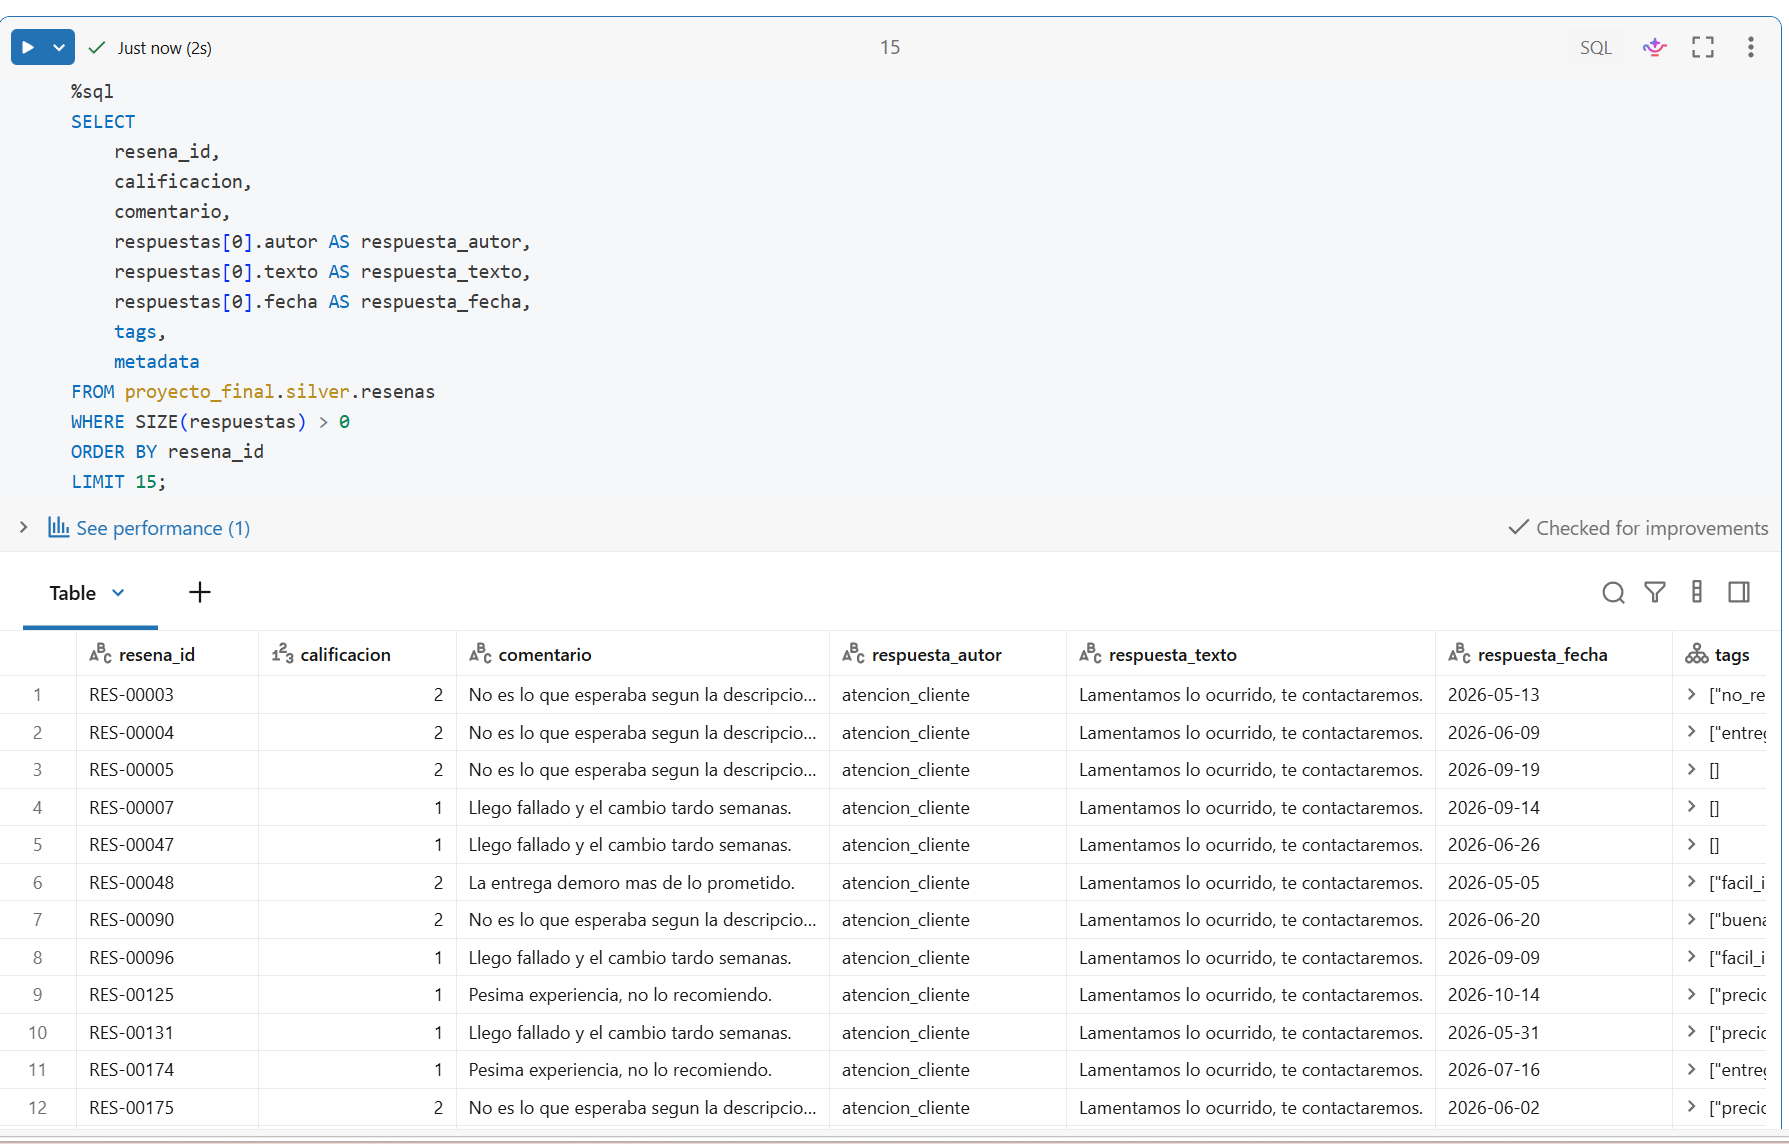 Just now (2s) 15 SQL
%sql
SELECT
resena_id,
calificacion,
comentario,
respuestas[0].autor AS respuesta_autor,
respuestas[0].texto AS respuesta_texto,
respuestas[0].fecha AS respuesta_fecha,
tags,
metadata
FROM proyecto_final.silver.resenas
WHERE SIZE(respuestas) > 0
ORDER BY resena_id
LIMIT 15;
See performance (1) Checked for improvements
Table
resena_id calificacion comentario respuesta_autor respuesta_texto respuesta_fecha tags
1 RES-00003 2 No es lo que esperaba segun la descripcio... atencion_cliente Lamentamos lo ocurrido, te contactaremos. 2026-05-13 ["no_re
2 RES-00004 2 No es lo que esperaba segun la descripcio... atencion_cliente Lamentamos lo ocurrido, te contactaremos. 2026-06-09 ["entreg
3 RES-00005 2 No es lo que esperaba segun la descripcio... atencion_cliente Lamentamos lo ocurrido, te contactaremos. 2026-09-19 []
4 RES-00007 1 Llego fallado y el cambio tardo semanas. atencion_cliente Lamentamos lo ocurrido, te contactaremos. 2026-09-14 []
5 RES-00047 1 Llego fallado y el cambio tardo semanas. atencion_cliente Lamentamos lo ocurrido, te contactaremos. 2026-06-26 []
6 RES-00048 2 La entrega demoro mas de lo prometido. atencion_cliente Lamentamos lo ocurrido, te contactaremos. 2026-05-05 ["facil_i
7 RES-00090 2 No es lo que esperaba segun la descripcio... atencion_cliente Lamentamos lo ocurrido, te contactaremos. 2026-06-20 ["buena
8 RES-00096 1 Llego fallado y el cambio tardo semanas. atencion_cliente Lamentamos lo ocurrido, te contactaremos. 2026-09-09 ["facil_i
9 RES-00125 1 Pesima experiencia, no lo recomiendo. atencion_cliente Lamentamos lo ocurrido, te contactaremos. 2026-10-14 ["precio
10 RES-00131 1 Llego fallado y el cambio tardo semanas. atencion_cliente Lamentamos lo ocurrido, te contactaremos. 2026-05-31 ["precio
11 RES-00174 1 Pesima experiencia, no lo recomiendo. atencion_cliente Lamentamos lo ocurrido, te contactaremos. 2026-07-16 ["entreg
12 RES-00175 2 No es lo que esperaba segun la descripcio... atencion_cliente Lamentamos lo ocurrido, te contactaremos. 2026-06-02 ["precio